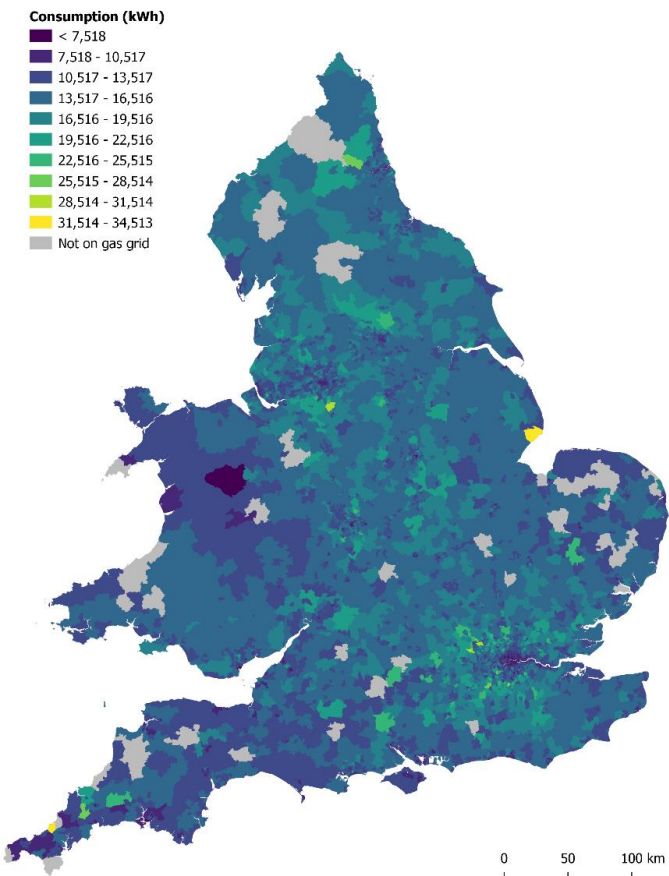 Consumption (kWh)
< 7,518
7,518 - 10,517
10,517 - 13,517
13,517 - 16,516
16,516 - 19,516
19,516 - 22,516
22,516 - 25,515
25,515 - 28,514
28,514 - 31,514
31,514 - 34,513
Not on gas grid
0 50 100 km